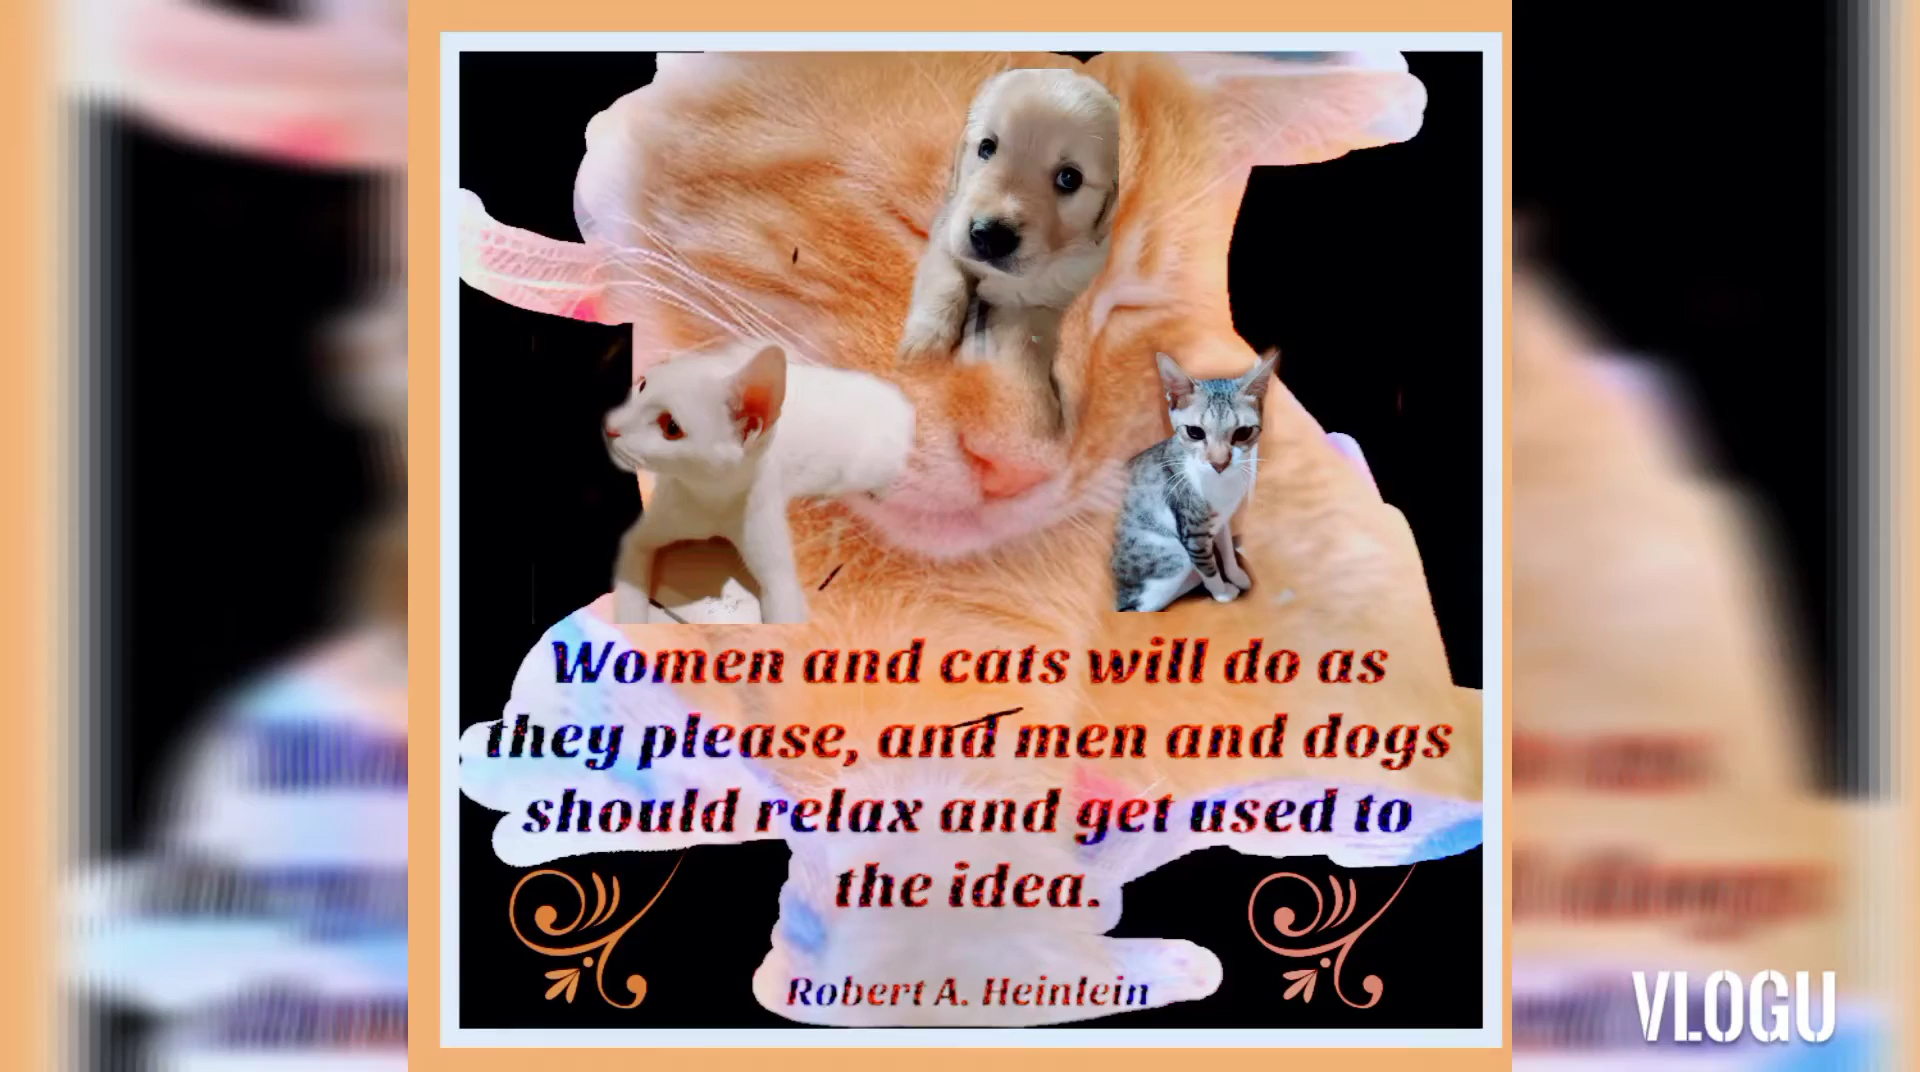 Women and cats will do as
they please, and men and dogs
should relax and get used to
the idea.
Robert A. Heinlein
VLOGU